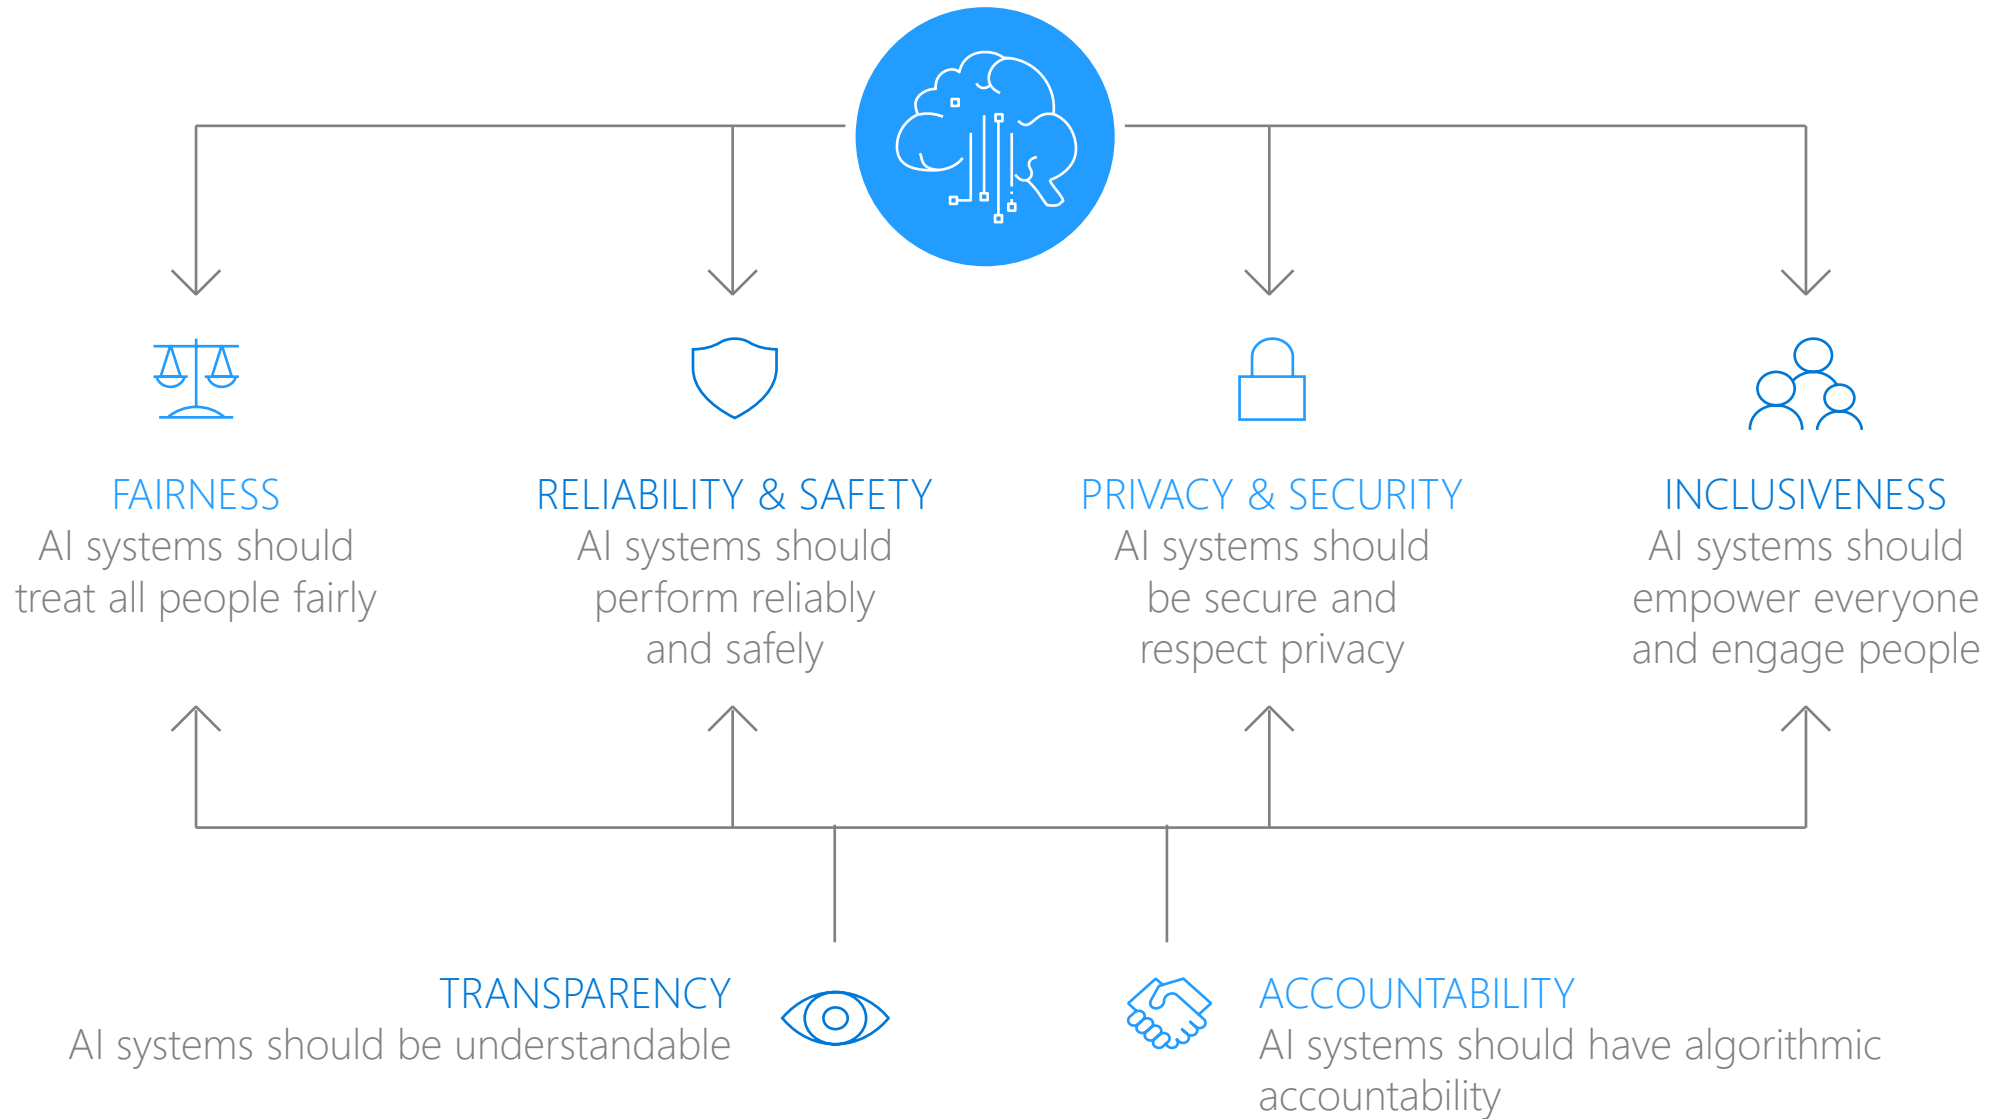 FAIRNESS
AI systems should
treat all people fairly
RELIABILITY & SAFETY
AI systems should
perform reliably
and safely
PRIVACY & SECURITY
AI systems should
be secure and
respect privacy
INCLUSIVENESS
AI systems should
empower everyone
and engage people
TRANSPARENCY
AI systems should be understandable
ACCOUNTABILITY
AI systems should have algorithmic
accountability